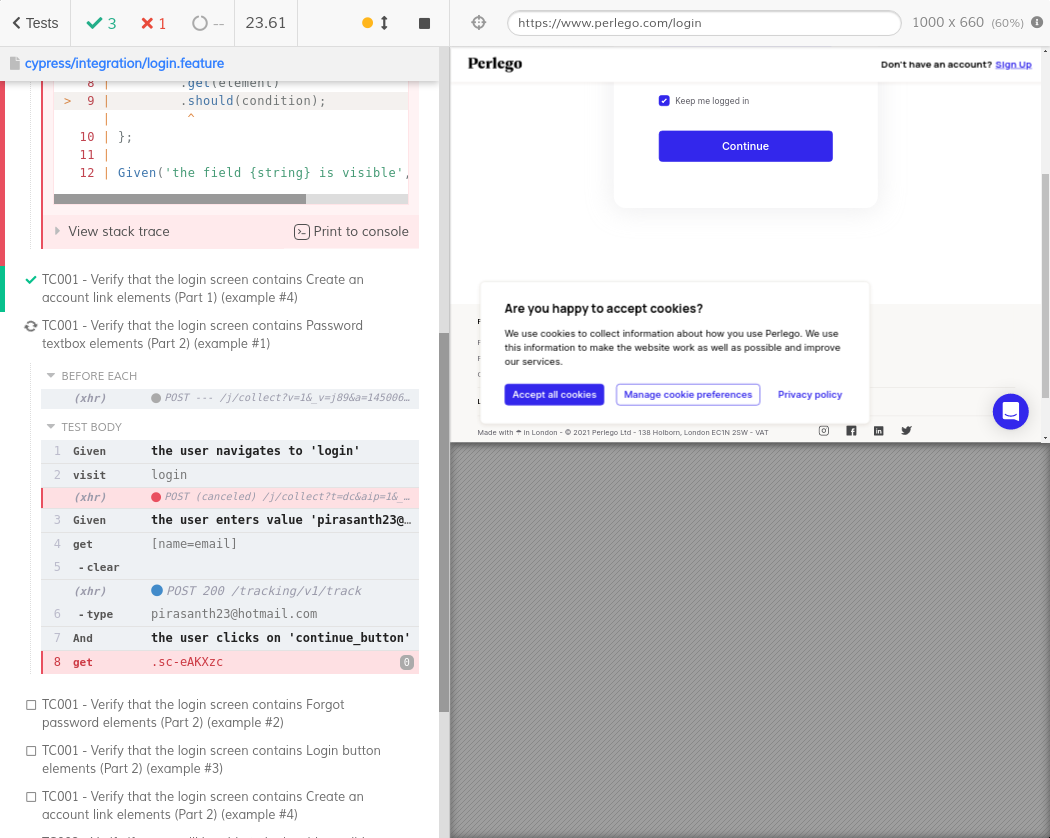 Tests
3
1
--
23.61
https://www.perlego.com/login
1000 x 660 (60%)
cypress/integration/login.feature
8 | .get(element)
> 9 | .should(condition);
| ^
10 | };
11 |
12 | Given('the field {string} is visible',
View stack trace
Print to console
TC001 - Verify that the login screen contains Create an
account link elements (Part 1) (example #4)
TC001 - Verify that the login screen contains Password
textbox elements (Part 2) (example #1)
BEFORE EACH
(xhr) POST --- /j/collect?v=1&_v=j89&a=145006…
TEST BODY
1 Given the user navigates to 'login'
2 visit login
(xhr) POST (canceled) /j/collect?t=dc&aip=1&_…
3 Given the user enters value 'pirasanth23@…
4 get [name=email]
5 - clear
(xhr) POST 200 /tracking/v1/track
6 - type pirasanth23@hotmail.com
7 And the user clicks on 'continue_button'
8 get .sc-eAKXzc 0
TC001 - Verify that the login screen contains Forgot
password elements (Part 2) (example #2)
TC001 - Verify that the login screen contains Login button
elements (Part 2) (example #3)
TC001 - Verify that the login screen contains Create an
account link elements (Part 2) (example #4)
Perlego
Don't have an account? Sign Up
Keep me logged in
Continue
Are you happy to accept cookies?
We use cookies to collect information about how you use Perlego. We use
this information to make the website work as well as possible and improve
our services.
Accept all cookies
Manage cookie preferences
Privacy policy
Made with ☂ in London - © 2021 Perlego Ltd - 138 Holborn, London EC1N 2SW - VAT